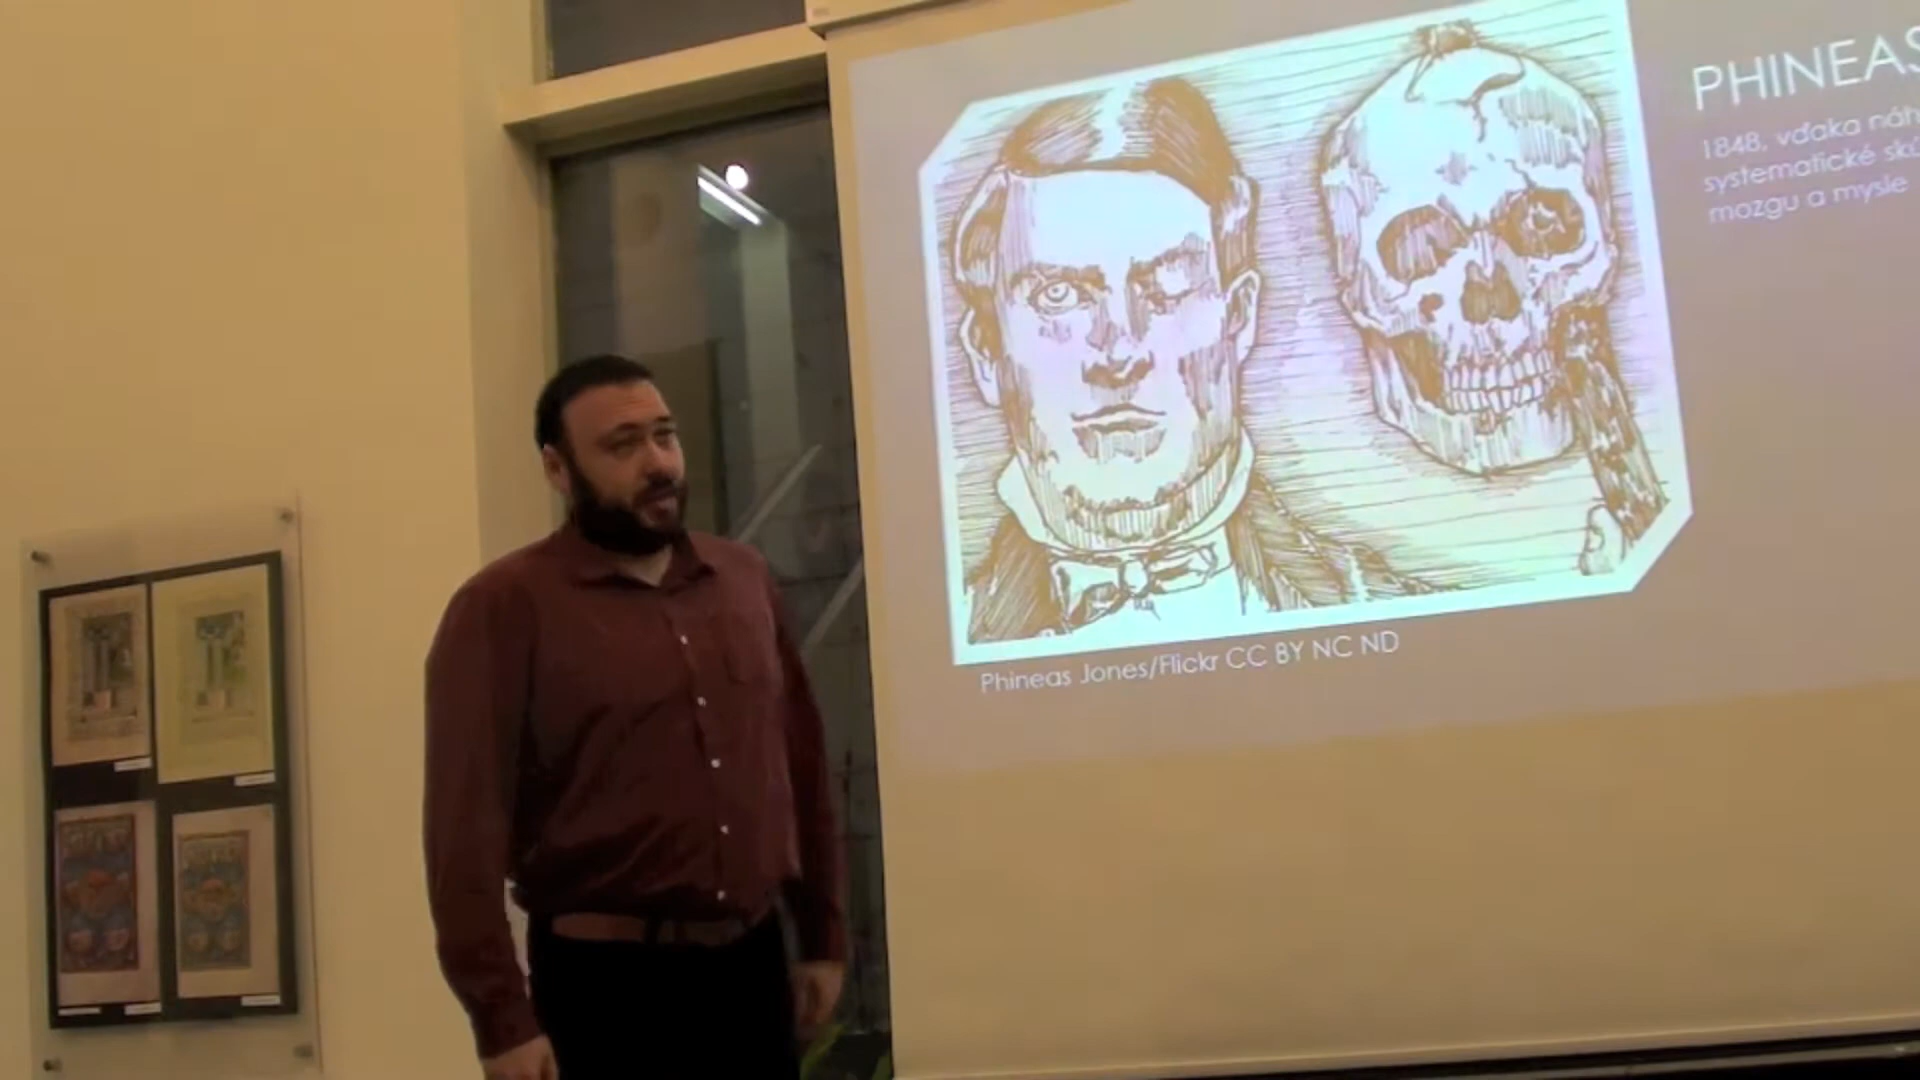 PHINEAS
1848, vďaka
systematické
mozgu a mysle
Phineas Jones/Flickr CC BY NC ND